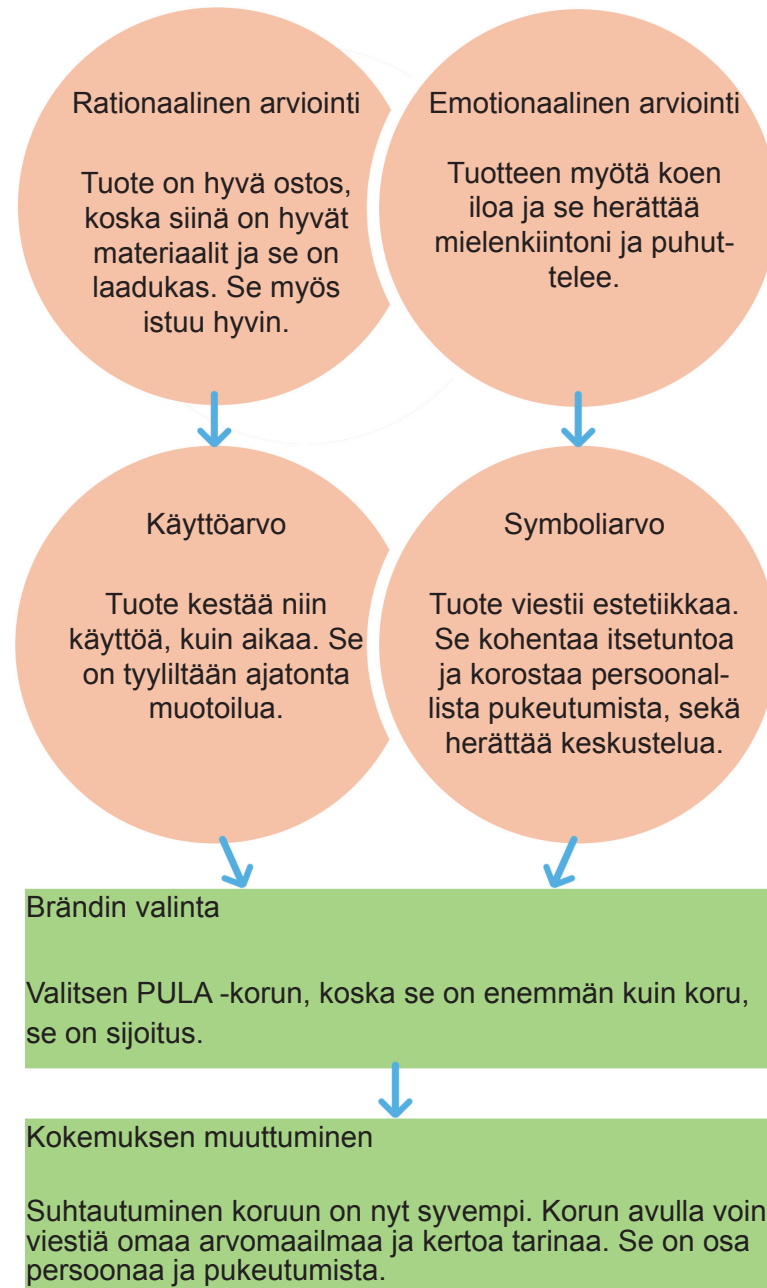 Rationaalinen arviointi
Tuote on hyvä ostos,
koska siinä on hyvät
materiaalit ja se on
laadukas. Se myös
istuu hyvin.
Emotionaalinen arviointi
Tuotteen myötä koen
iloa ja se herättää
mielenkiintoni ja puhut-
telee.
Käyttöarvo
Tuote kestää niin
käyttöä, kuin aikaa. Se
on tyyliltään ajatonta
muotoilua.
Symboliarvo
Tuote viestii estetiikkaa.
Se kohentaa itsetuntoa
ja korostaa persoonal-
lista pukeutumista, sekä
herättää keskustelua.
Brändin valinta
Valitsen PULA -korun, koska se on enemmän kuin koru,
se on sijoitus.
Kokemuksen muuttuminen
Suhtautuminen koruun on nyt syvempi. Korun avulla voin
viestiä omaa arvomaailmaa ja kertoa tarinaa. Se on osa
persoonaa ja pukeutumista.